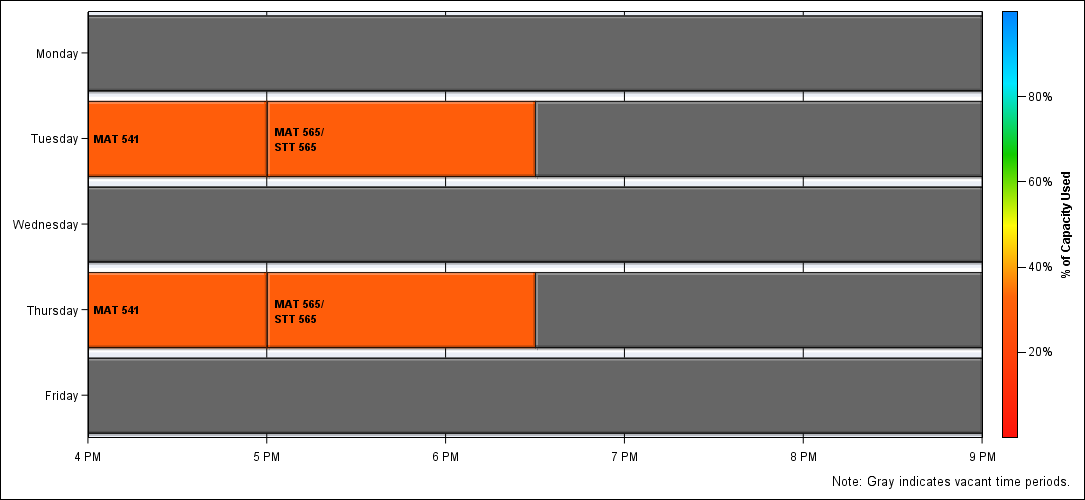 Monday
Tuesday
MAT 541
MAT 565/
STT 565
Wednesday
Thursday
MAT 541
MAT 565/
STT 565
Friday
4 PM
5 PM
6 PM
7 PM
8 PM
9 PM
80%
60%
40%
20%
% of Capacity Used
Note: Gray indicates vacant time periods.